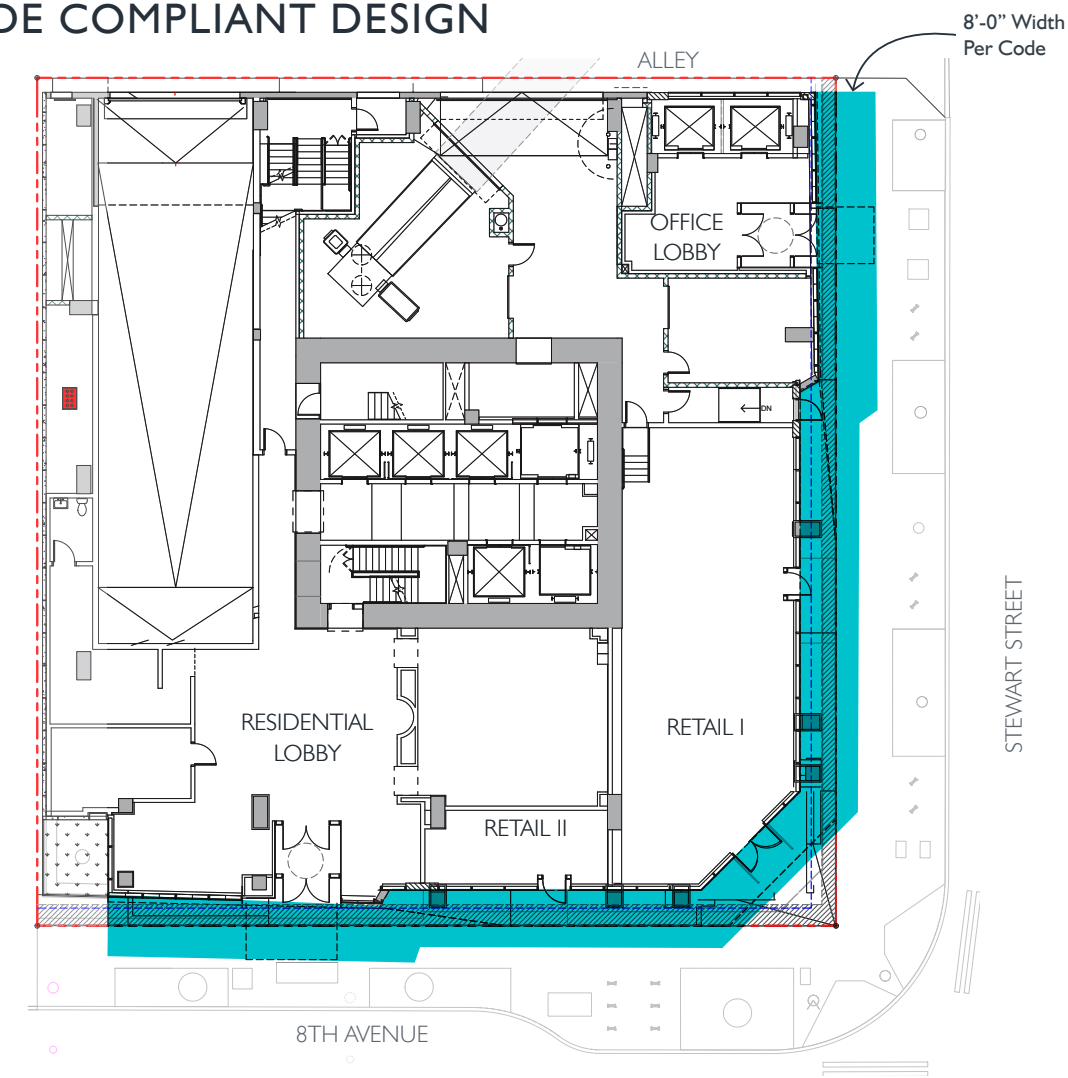 DE COMPLIANT DESIGN
8’-0” Width
Per Code
ALLEY
OFFICE
LOBBY
DN
STEWART STREET
RESIDENTIAL
LOBBY
RETAIL I
RETAIL II
8TH AVENUE